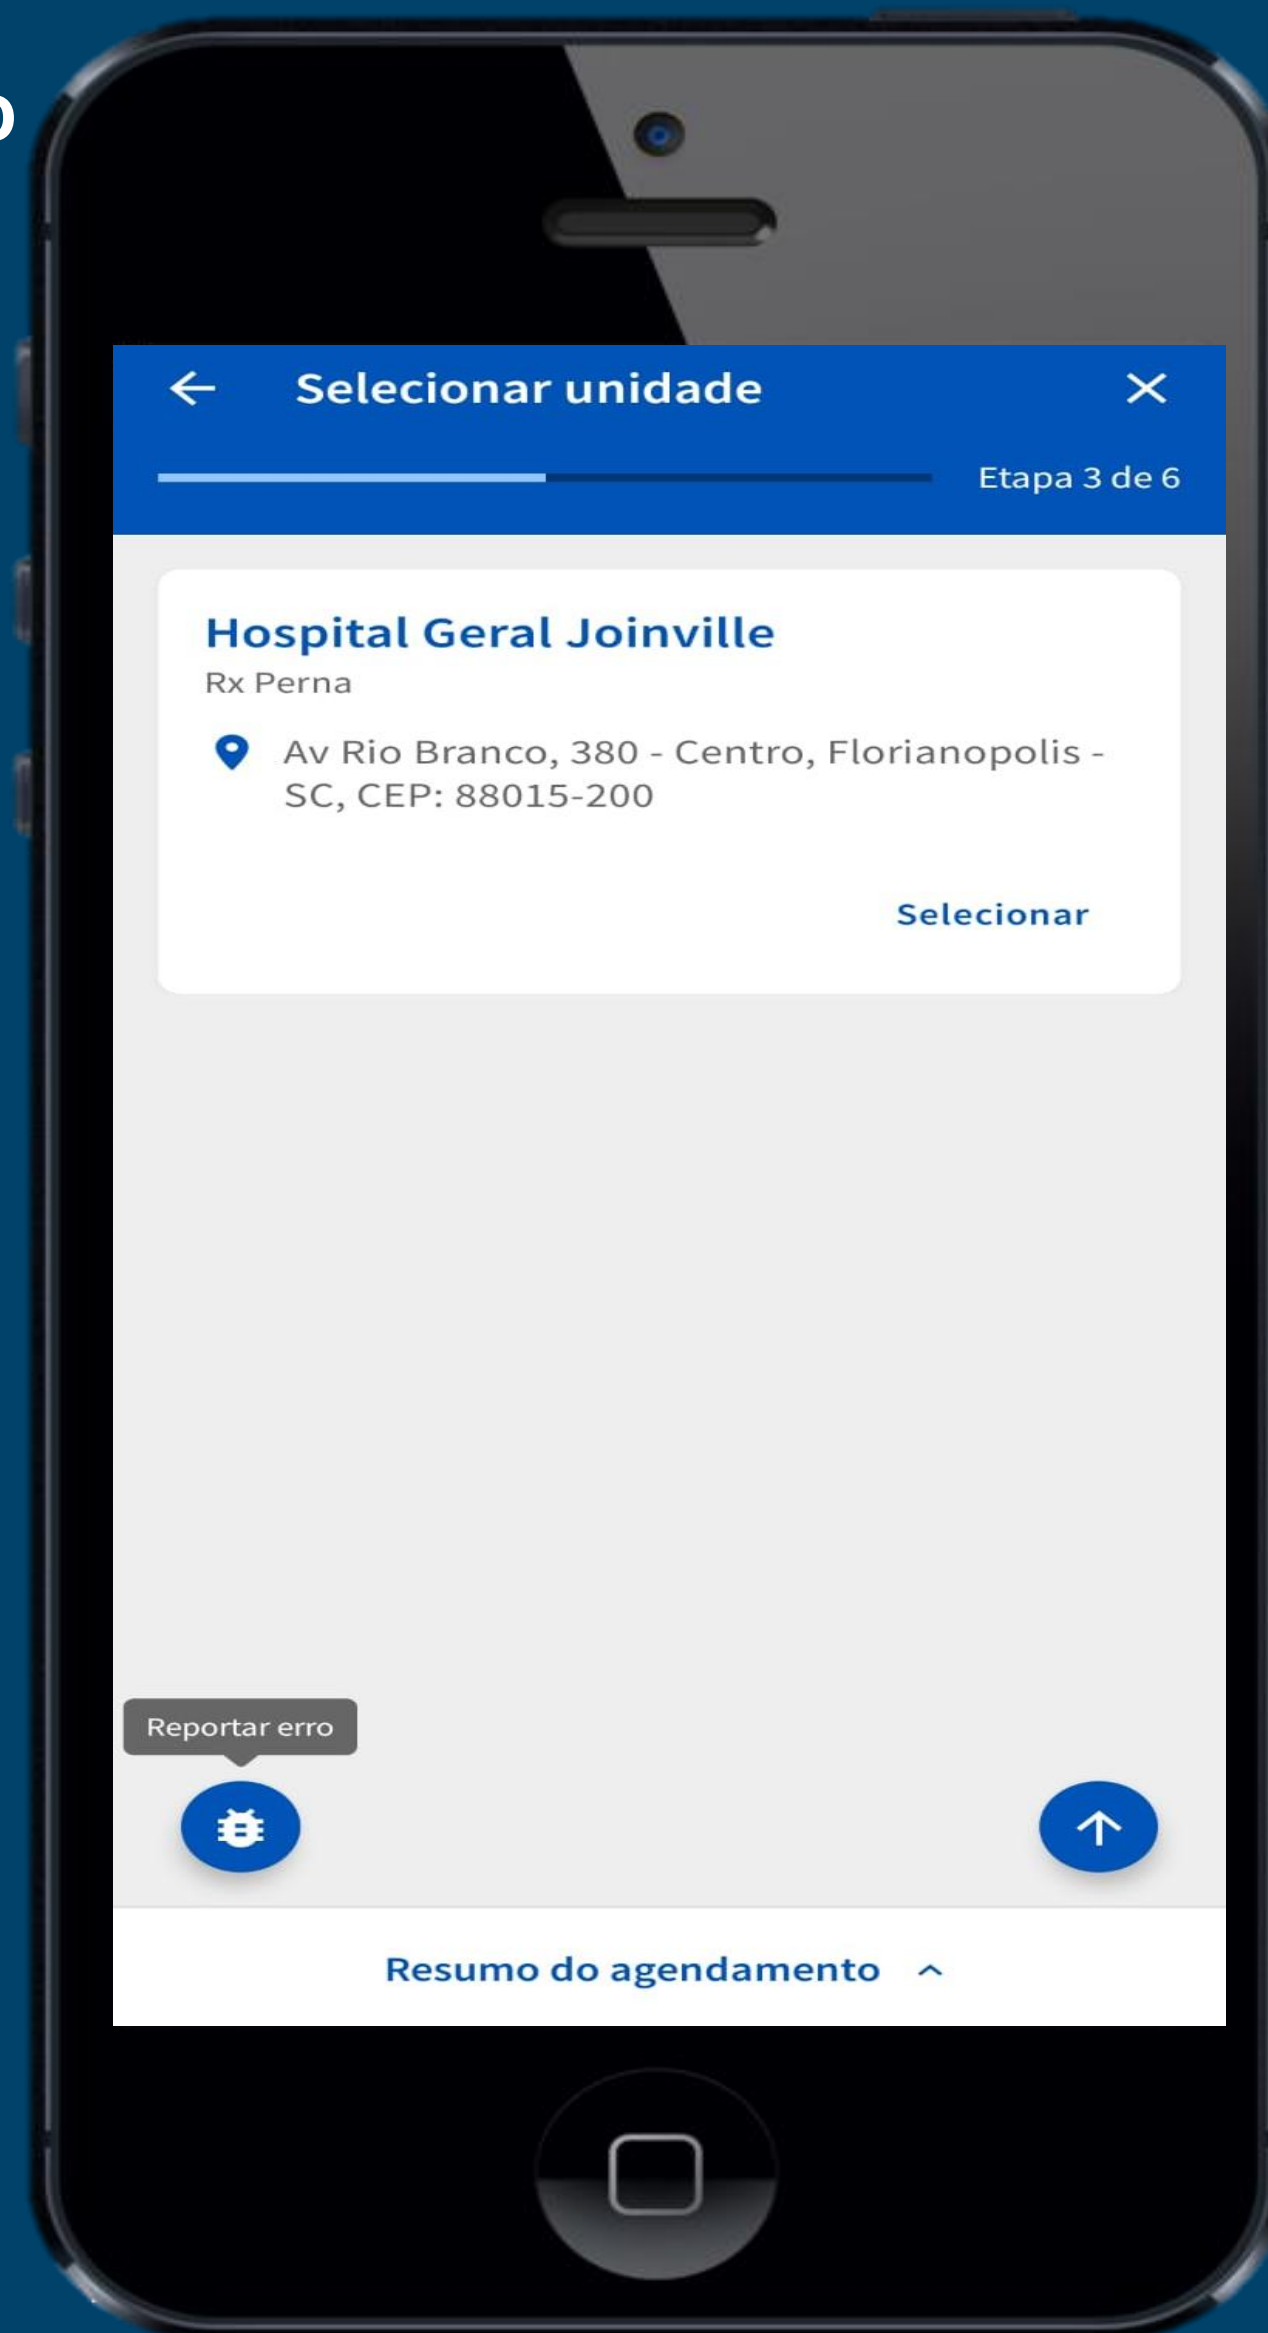 o
Selecionar unidade
Etapa 3 de 6
Hospital Geral Joinville
Rx Perna
Av Rio Branco, 380 - Centro, Florianopolis -
SC, CEP: 88015-200
Selecionar
Reportar erro
Resumo do agendamento